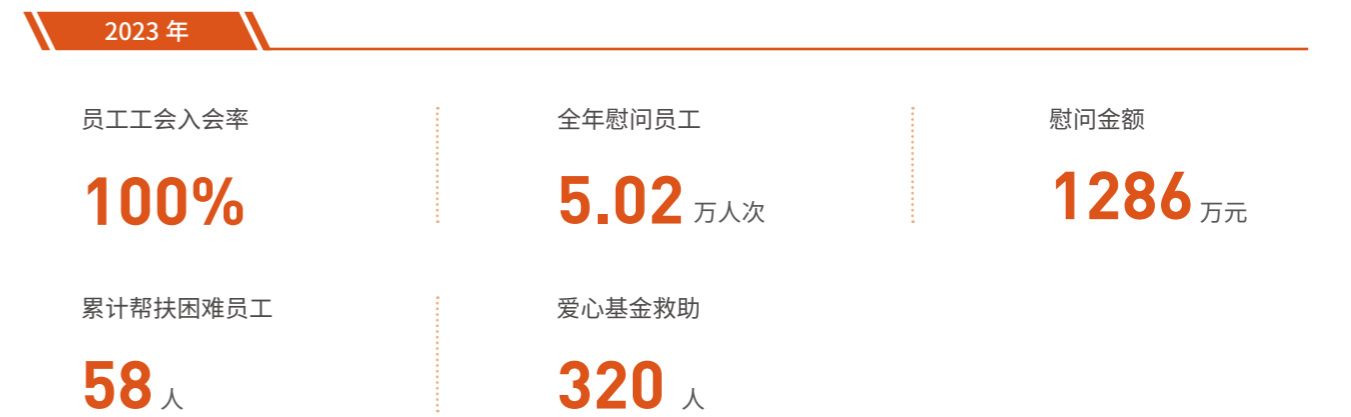 2023 年
员工工会入会率
100%
全年慰问员工
5.02 万人次
慰问金额
1286 万元
累计帮扶困难员工
58 人
爱心基金救助
320 人